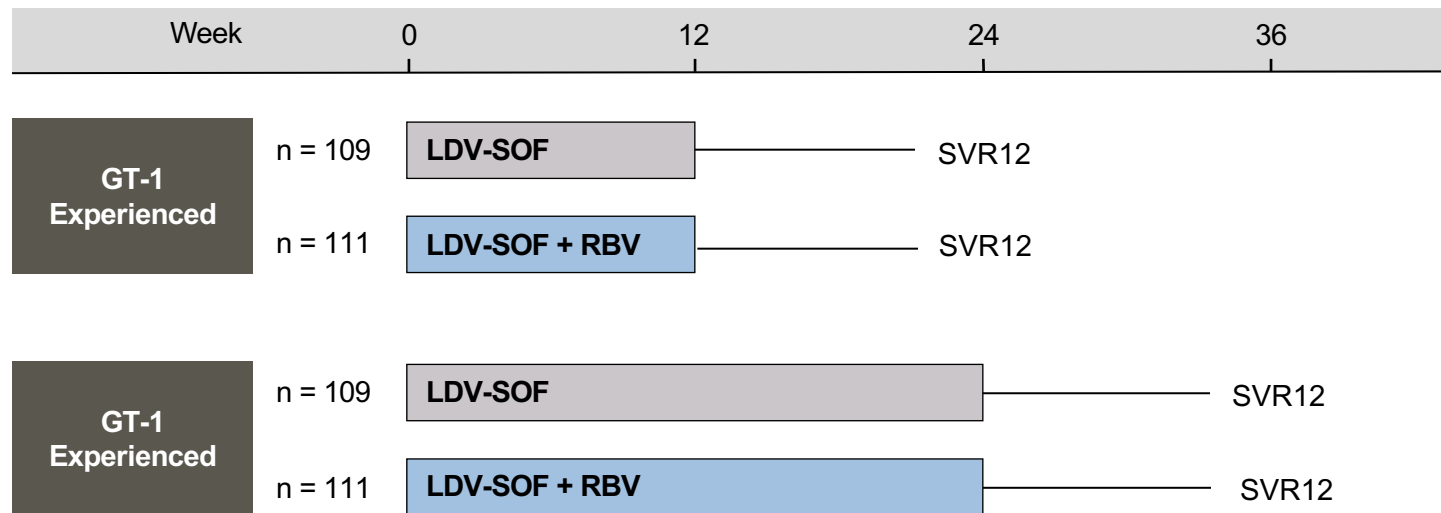 Week 0 12 24 36
GT-1
Experienced
n = 109 LDV-SOF SVR12
n = 111 LDV-SOF + RBV SVR12
GT-1
Experienced
n = 109 LDV-SOF SVR12
n = 111 LDV-SOF + RBV SVR12